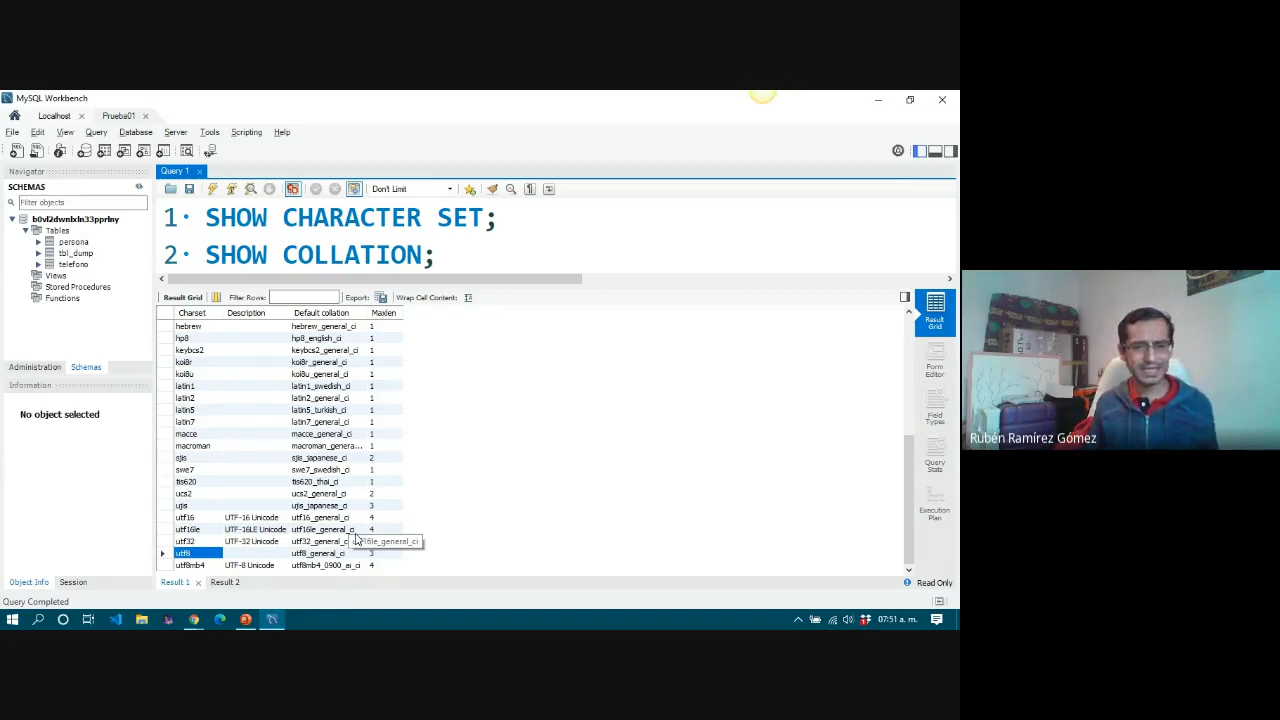 MySQL Workbench
Localhost
Prueba01
File Edit View Query Database Server Tools Scripting Help
Navigator
SCHEMAS
Filter objects
Tables
persona
tbl_dump
telefono
Views
Stored Procedures
Functions
Administration Schemas
Information
No object selected
Object Info Session
Query Completed
Query 1
Don't Limit
1 SHOW CHARACTER SET;
2 SHOW COLLATION;
Result Grid Filter Rows: Export: Wrap Cell Content:
Charset Description Default collation Maxlen
hebrew hebrew_general_ci 1
hp8 hp8_english_ci 1
keybcs2 keybcs2_general_ci 1
koi8r koi8r_general_ci 1
koi8u koi8u_general_ci 1
latin1 latin1_swedish_ci 1
latin2 latin2_general_ci 1
latin5 latin5_turkish_ci 1
latin7 latin7_general_ci 1
macce macce_general_ci 1
macroman macroman_genera... 1
sjis sjis_japanese_ci 2
swe7 swe7_swedish_ci 1
tis620 tis620_thai_ci 1
ucs2 ucs2_general_ci 2
ujis ujis_japanese_ci 3
utf16 UTF-16 Unicode utf16_general_ci 4
utf16le UTF-16LE Unicode utf16le_general_ci 4
utf32 UTF-32 Unicode utf32_general_c
utf8 utf8_general_ci 3
utf8mb4 UTF-8 Unicode utf8mb4_0900_ai_ci 4
Result 1 Result 2
Read Only
Result Grid
Form Editor
Field Types
Query Stats
Execution Plan
07:51 a. m.
Rubén Ramírez Gómez